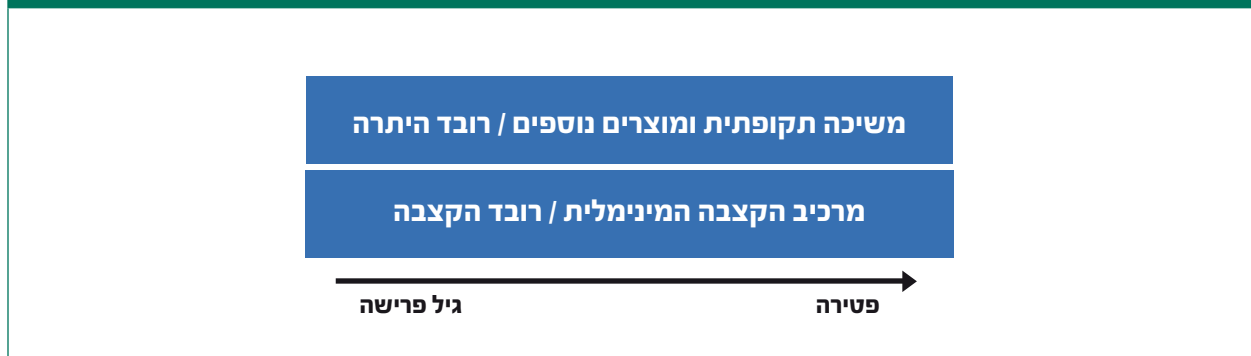 משיכה תקופתית ומוצרים נוספים / רובד היתרה
מרכיב הקצבה המינימלית / רובד הקצבה
גיל פרישה
פטירה